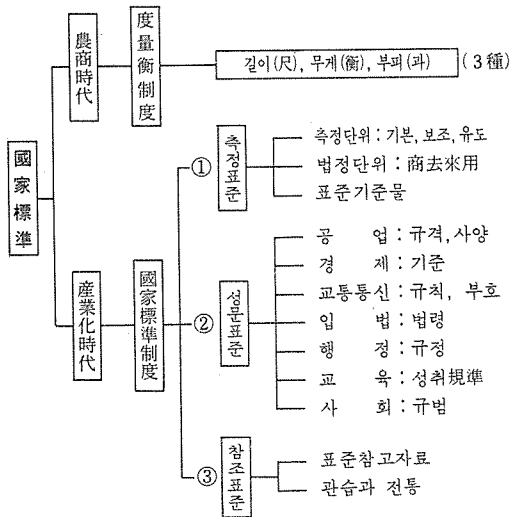 國家標準
農商時代
度量衡制度
길이(尺), 무게(衡), 부피(과) (3種)
産業化時代
國家標準制度
① 측정표준
측정단위 : 기본, 보조, 유도
법정단위 : 商去來用
표준기준물
② 성문표준
공 업 : 규격, 사양
경 제 : 기준
교통통신 : 규칙, 부호
입 법 : 법령
행 정 : 규정
교 육 : 성취規準
사 회 : 규범
③ 참조표준
표준참고자료
관습과 전통